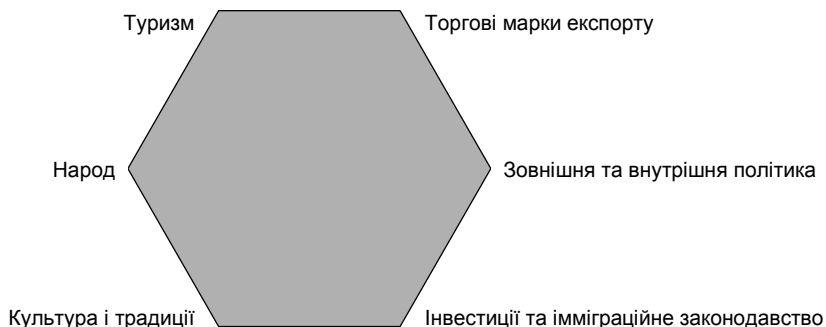 Туризм
Торгові марки експорту
Народ
Зовнішня та внутрішня політика
Культура і традиції
Інвестиції та імміграційне законодавство